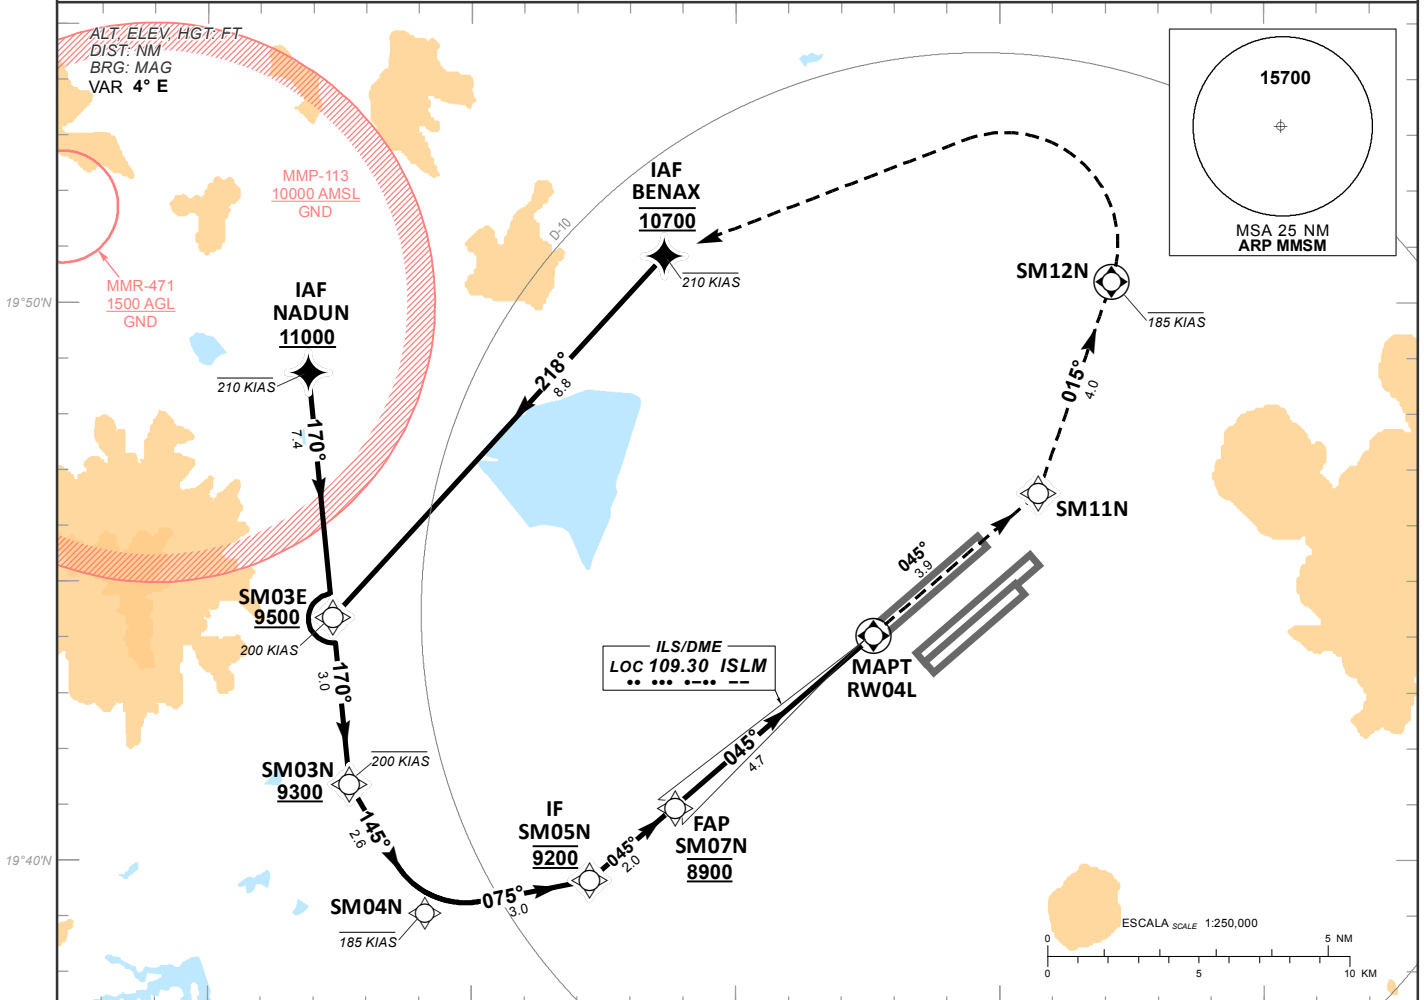 ALT, ELEV, HGT: FT
DIST: NM
BRG: MAG
VAR 4° E
15700
MSA 25 NM
ARP MMSM
MMP-113
10000 AMSL
GND
MMR-471
1500 AGL
GND
D-10
19°50'N
19°40'N
IAF
BENAX
10700
210 KIAS
IAF
NADUN
11000
210 KIAS
218°
8.8
170°
7.4
SM12N
185 KIAS
015°
4.0
SM11N
045°
3.9
SM03E
9500
200 KIAS
170°
3.0
ILS/DME
LOC 109.30 ISLM
•• ••• •−•• −−
MAPT
RW04L
045°
4.7
SM03N
9300
200 KIAS
145°
2.6
IF
SM05N
9200
045°
2.0
FAP
SM07N
8900
075°
3.0
SM04N
185 KIAS
ESCALA SCALE 1:250,000
0 5 NM
0 5 10 KM